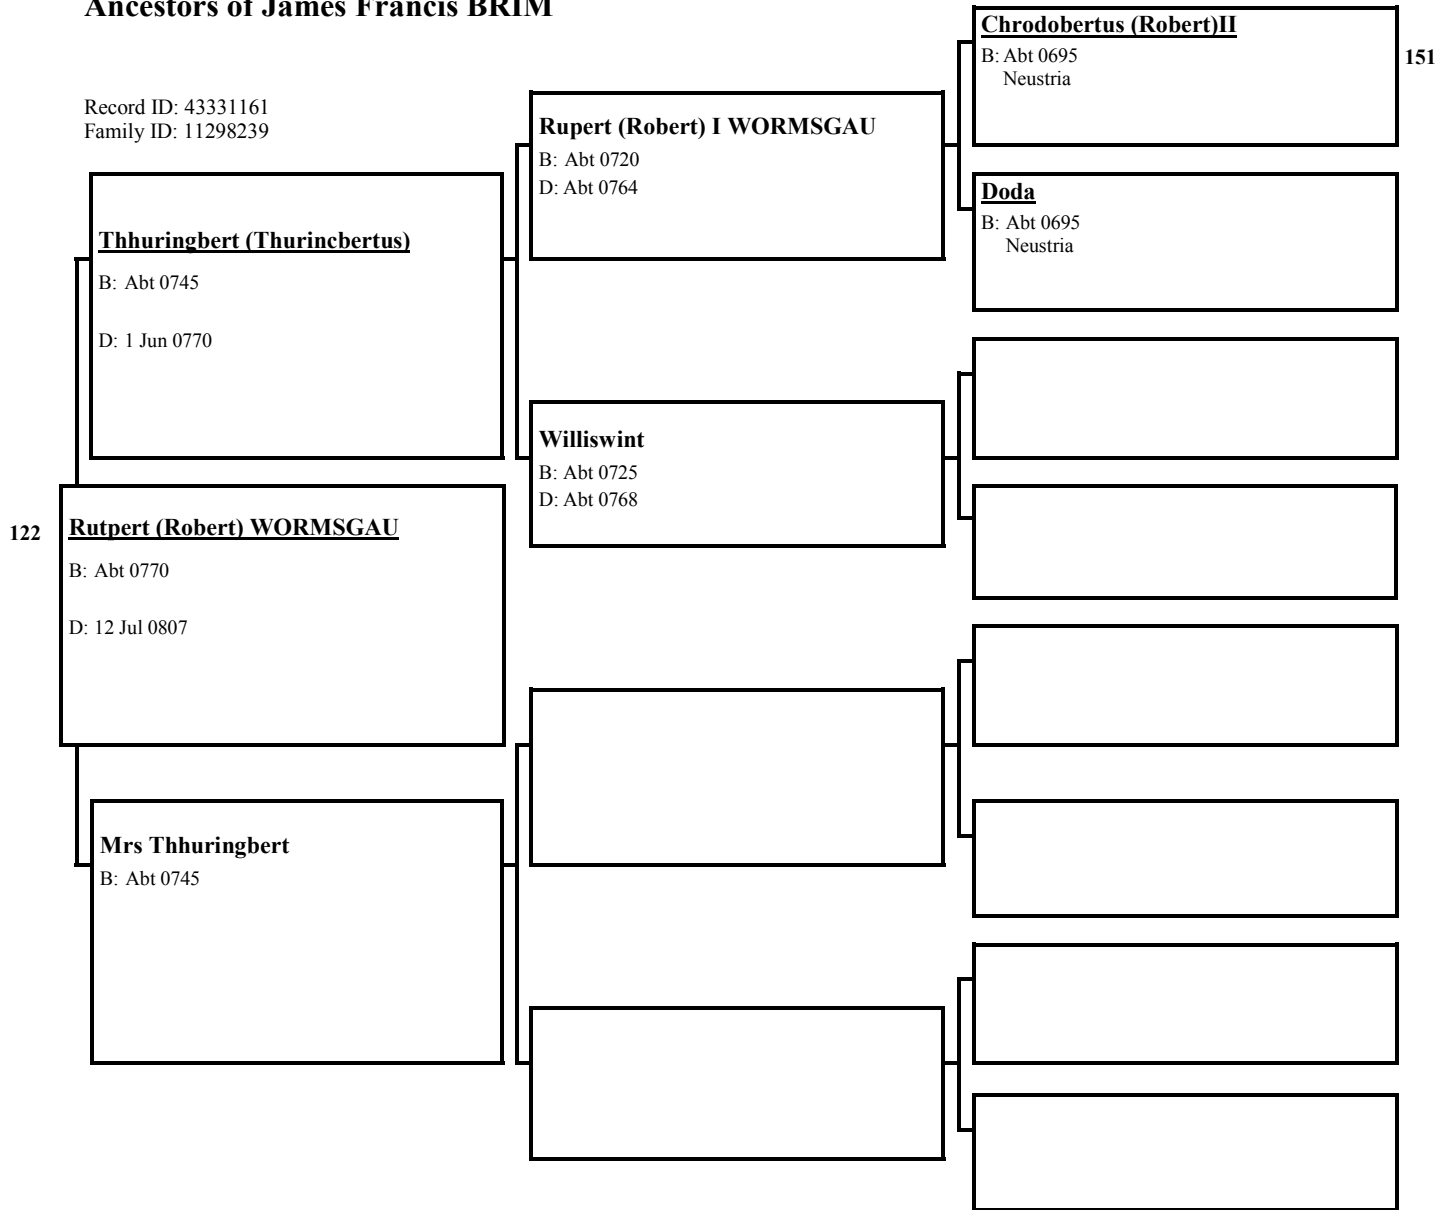 Ancestors of James Francis BRIM
Record ID: 43331161
Family ID: 11298239
Chrodobertus (Robert)II
B: Abt 0695
Neustria
151
Rupert (Robert) I WORMSGAU
B: Abt 0720
D: Abt 0764
Doda
B: Abt 0695
Neustria
Thhuringbert (Thurincbertus)
B: Abt 0745
D: 1 Jun 0770
Williswint
B: Abt 0725
D: Abt 0768
122
Rutpert (Robert) WORMSGAU
B: Abt 0770
D: 12 Jul 0807
Mrs Thhuringbert
B: Abt 0745